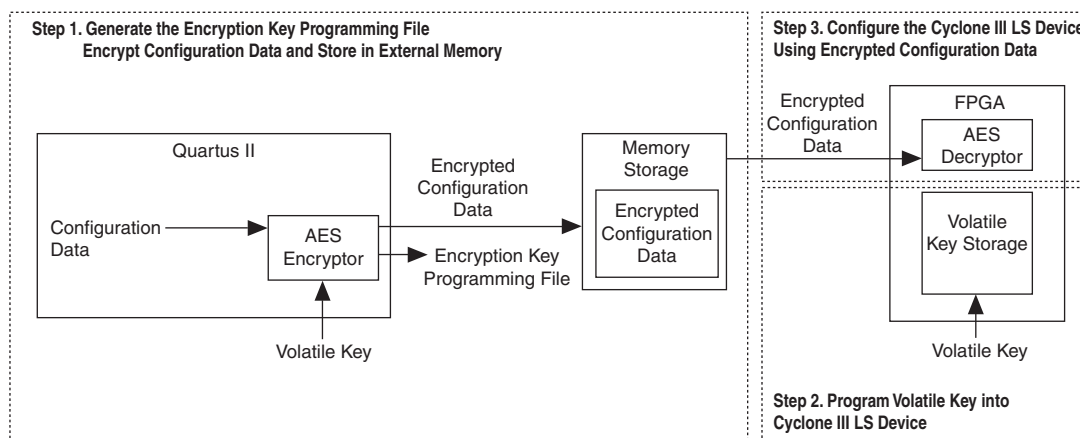 Step 1. Generate the Encryption Key Programming File
Encrypt Configuration Data and Store in External Memory
Quartus II
Configuration
Data
AES
Encryptor
Volatile Key
Encrypted
Configuration
Data
Encryption Key
Programming File
Memory
Storage
Encrypted
Configuration
Data
Step 3. Configure the Cyclone III LS Device
Using Encrypted Configuration Data
Encrypted
Configuration
Data
FPGA
AES
Decryptor
Volatile
Key Storage
Volatile Key
Step 2. Program Volatile Key into
Cyclone III LS Device